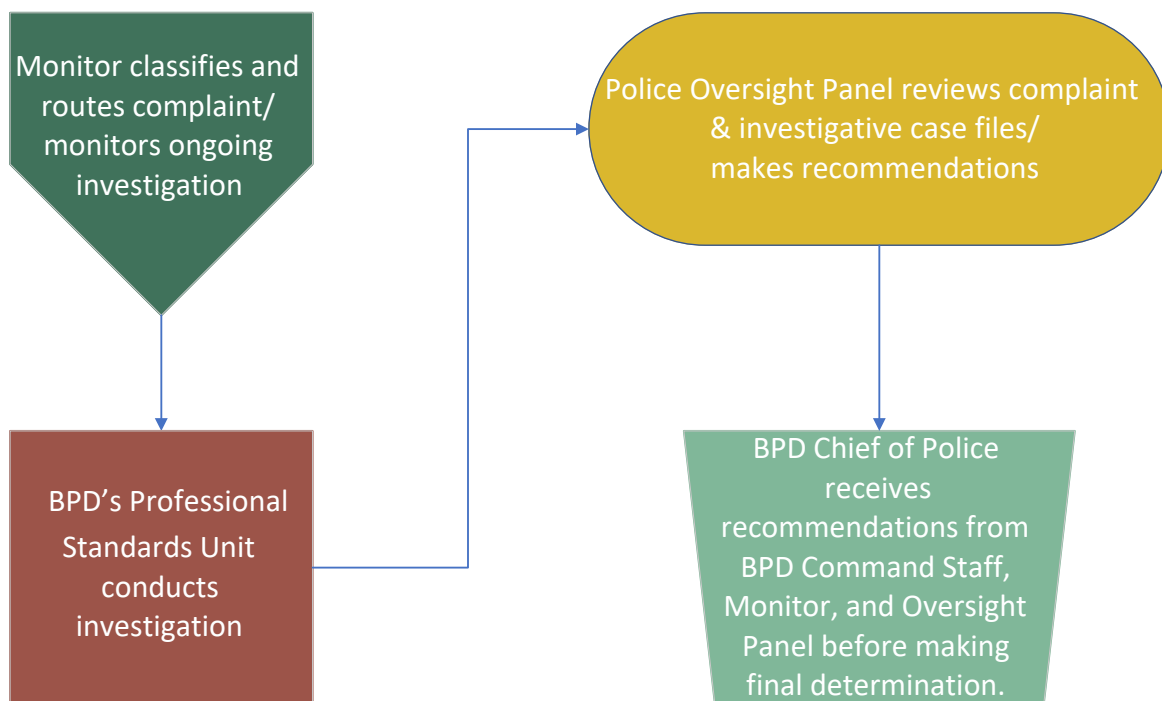 Monitor classifies and
routes complaint/
monitors ongoing
investigation
BPD’s Professional
Standards Unit
conducts
investigation
Police Oversight Panel reviews complaint
& investigative case files/
makes recommendations
BPD Chief of Police
receives
recommendations from
BPD Command Staff,
Monitor, and Oversight
Panel before making
final determination.